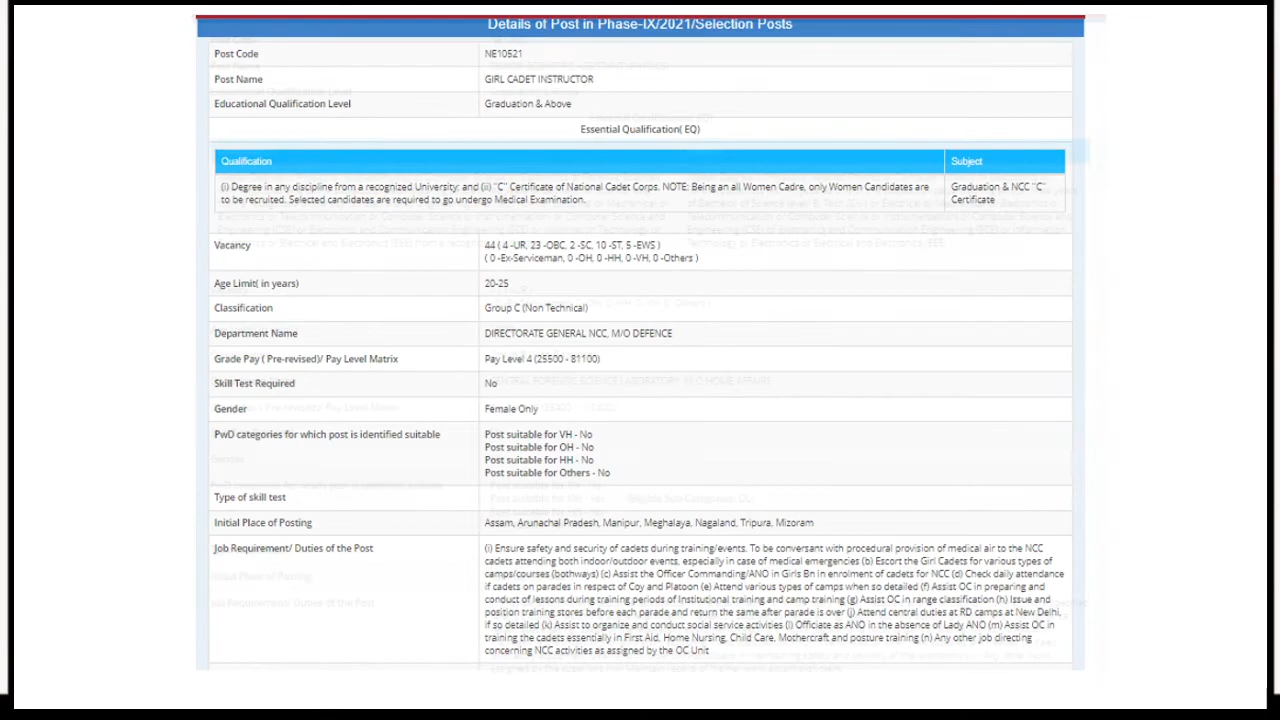 Details of Post in Phase-IX/2021/Selection Posts
Post Code NE10521
Post Name GIRL CADET INSTRUCTOR
Educational Qualification Level Graduation & Above
Essential Qualification( EQ)
Qualification Subject
(i) Degree in any discipline from a recognized University; and (ii) "C" Certificate of National Cadet Corps. NOTE: Being an all Women Cadre, only Women Candidates are Graduation & NCC "C"
to be recruited. Selected candidates are required to go undergo Medical Examination. Certificate
Vacancy 44 ( 4 -UR, 23 -OBC, 2 -SC, 10 -ST, 5 -EWS )
( 0 -Ex-Serviceman, 0 -OH, 0 -HH, 0 -VH, 0 -Others )
Age Limit( in years) 20-25
Classification Group C (Non Technical)
Department Name DIRECTORATE GENERAL NCC, M/O DEFENCE
Grade Pay ( Pre-revised)/ Pay Level Matrix Pay Level 4 (25500 - 81100)
Skill Test Required No
Gender Female Only
PwD categories for which post is identified suitable Post suitable for VH - No
Post suitable for OH - No
Post suitable for HH - No
Post suitable for Others - No
Type of skill test
Initial Place of Posting Assam, Arunachal Pradesh, Manipur, Meghalaya, Nagaland, Tripura, Mizoram
Job Requirement/ Duties of the Post (i) Ensure safety and security of cadets during training/events. To be conversant with procedural provision of medical air to the NCC
cadets attending both indoor/outdoor events, especially in case of medical emergencies (b) Escort the Girl Cadets for various types of
camps/courses (bothways) (c) Assist the Officer Commanding/ANO in Girls Bn in enrolment of cadets for NCC (d) Check daily attendance
if cadets on parades in respect of Coy and Platoon (e) Attend various types of camps when so detailed (f) Assist OC in preparing and
conduct of lessons during training periods of Institutional training and camp training (g) Assist OC in range classification (h) Issue and
position training stores before each parade and return the same after parade is over (j) Attend central duties at RD camps at New Delhi,
if so detailed (k) Assist to organize and conduct social service activities (l) Officiate as ANO in the absence of Lady ANO (m) Assist OC in
training the cadets essentially in First Aid, Home Nursing, Child Care, Mothercraft and posture training (n) Any other job directing
concerning NCC activities as assigned by the OC Unit